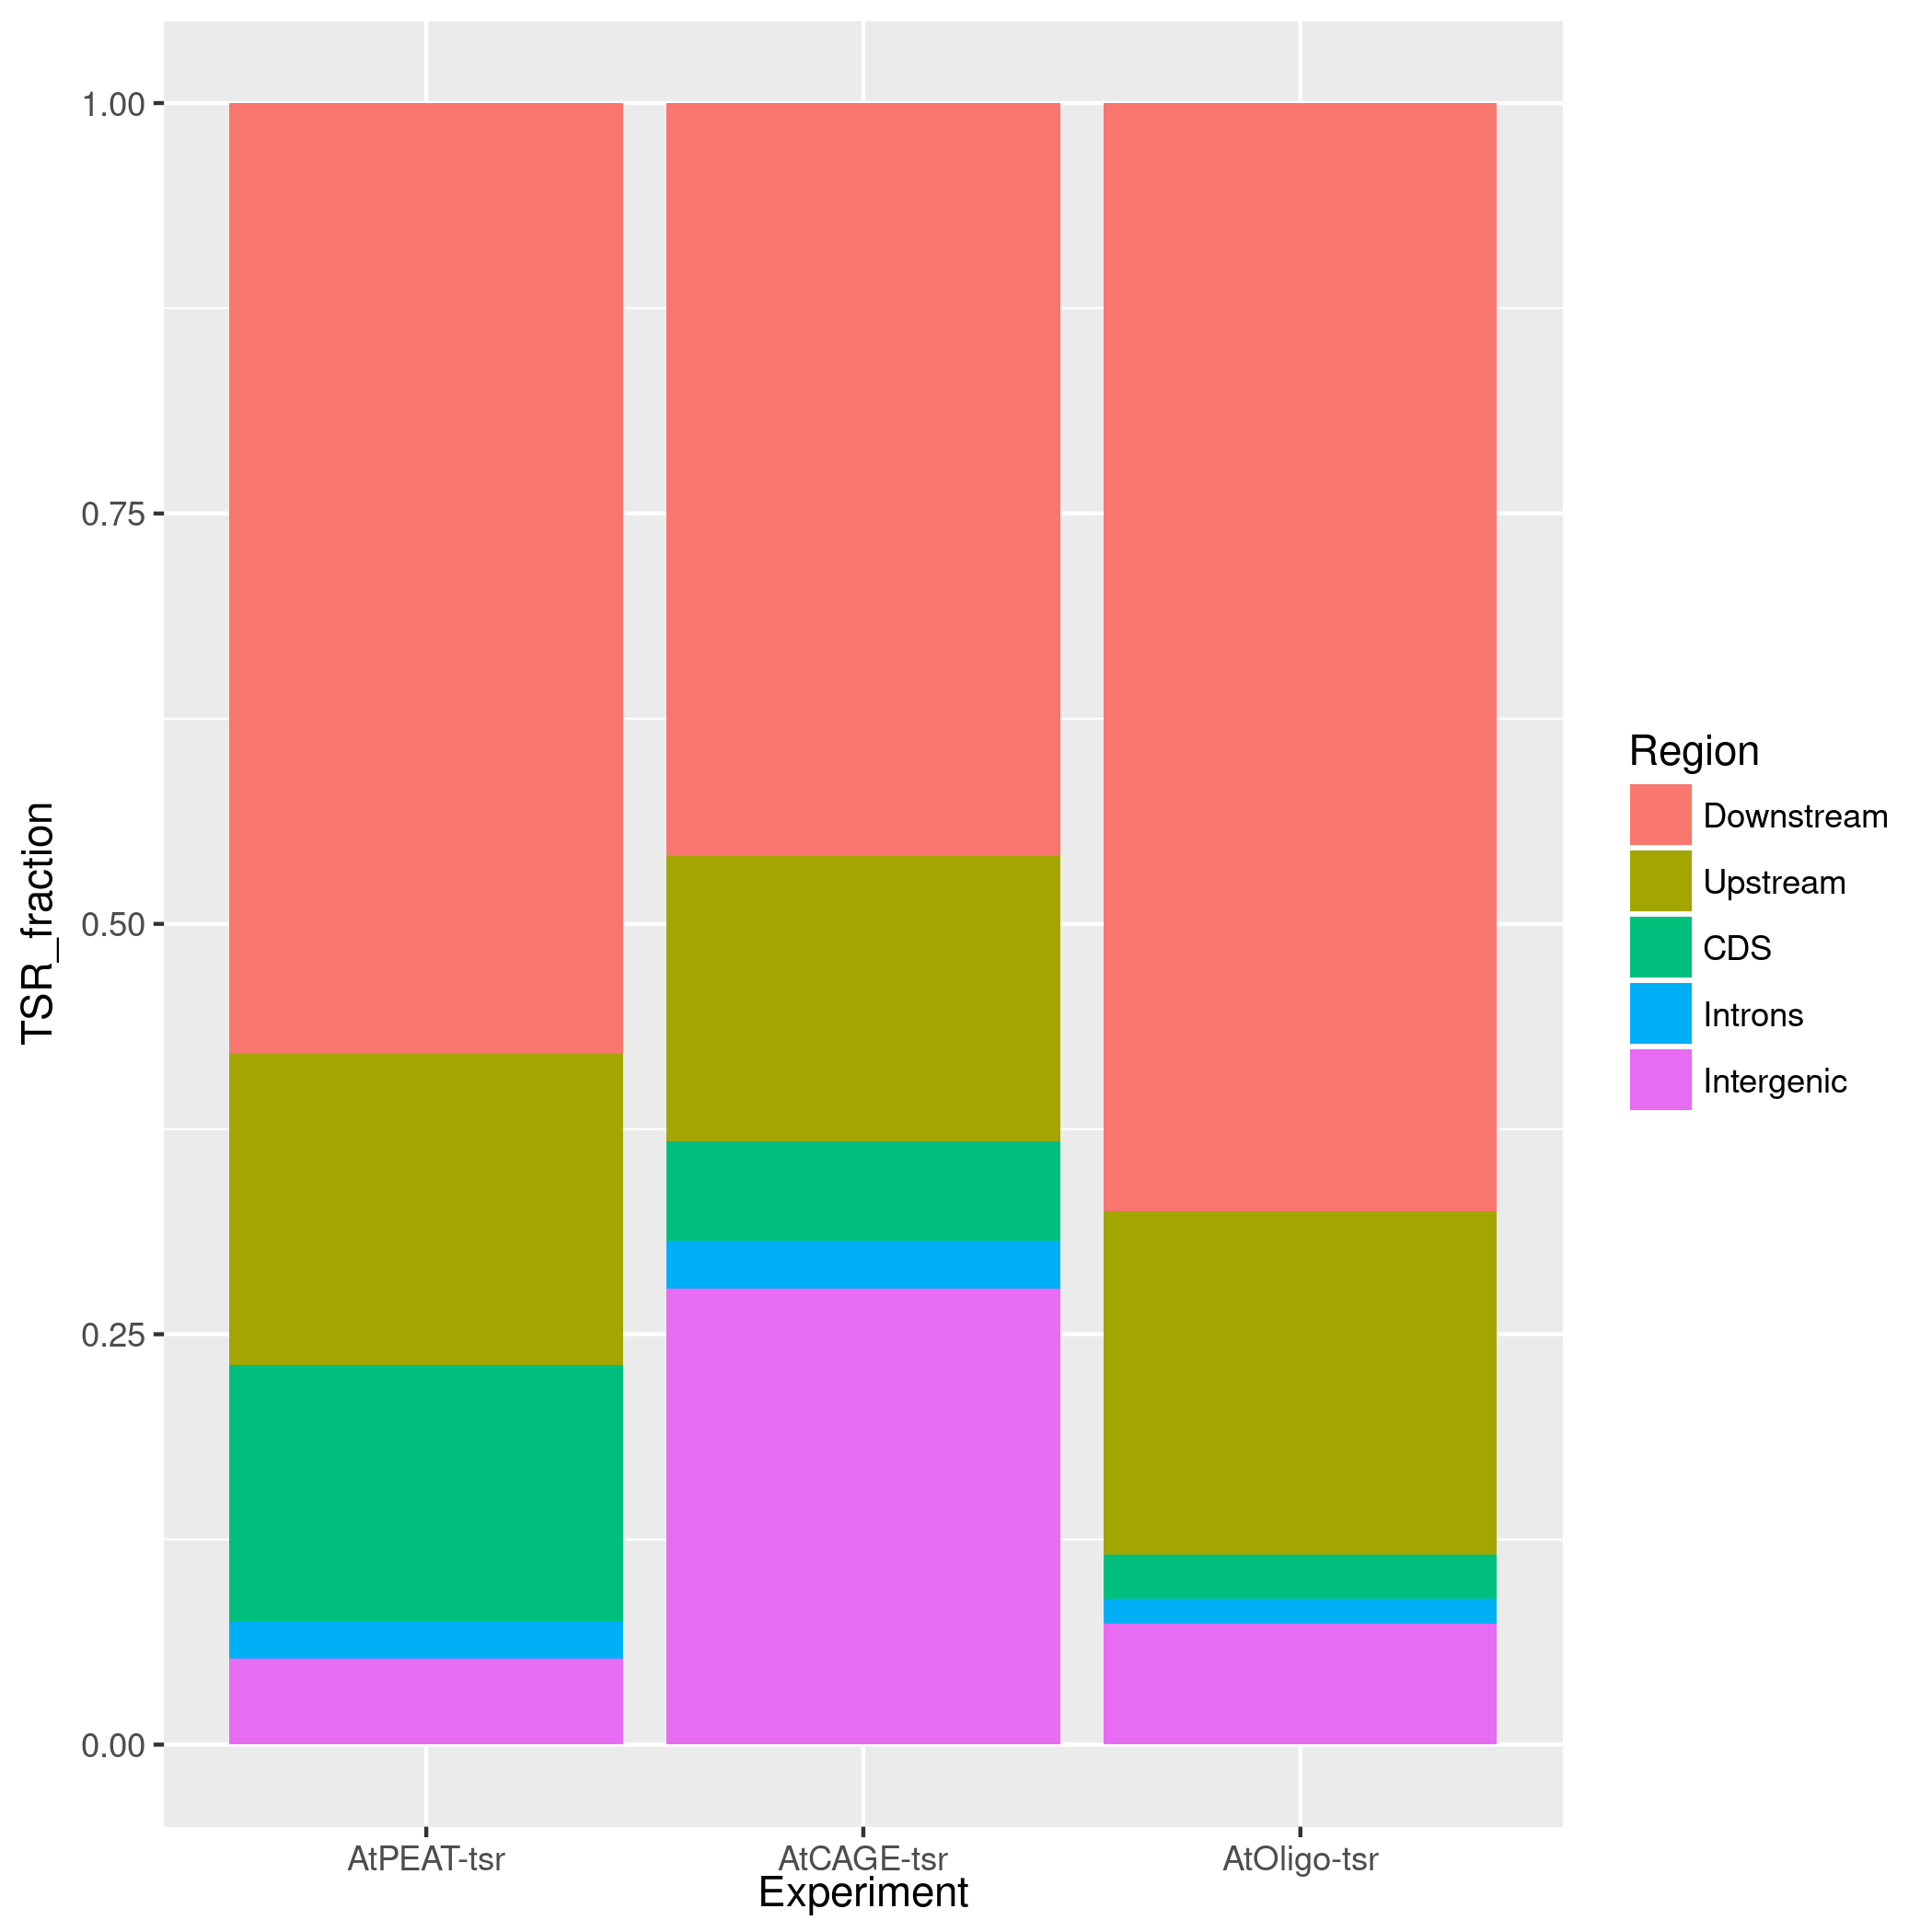 TSR_fraction
1.00
0.75
0.50
0.25
0.00
AtPEAT-tsr
AtCAGE-tsr
AtOligo-tsr
Experiment
Region
Downstream
Upstream
CDS
Introns
Intergenic